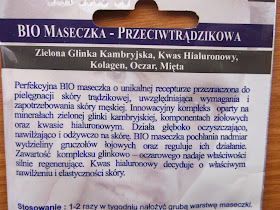 BIO MASECZKA - PRZECIWTRĄDZIKOWA
Zielona Glinka Kambryjska, Kwas Hialuronowy,
Kolagen, Oczar, Mięta
Perfekcyjna BIO maseczka o unikalnej recepturze przeznaczona do
pielęgnacji skóry trądzikowej, uwzględniająca wymagania i
zapotrzebowania skóry męskiej. Innowacyjny kompleks oparty na
minerałach zielonej glinki kambryjskiej, komponentach ziołowych
oraz kwasie hialuronowym. Działa głęboko oczyszczająco,
nawilżająco i odżywczo na skórę, BIO maseczka pochłania nadmiar
wydzieliny gruczołów łojowych oraz reguluje ich działanie.
Zawartość kompleksu glinkowo – oczarowego nadaje właściwości
silnie regenerujące. Kwas hialuronowy decyduje o właściwym
nawilżeniu i elastyczności skóry.
Stosowanie : 1-2 razy w tygodniu nałożyć grubą warstwę maseczki.